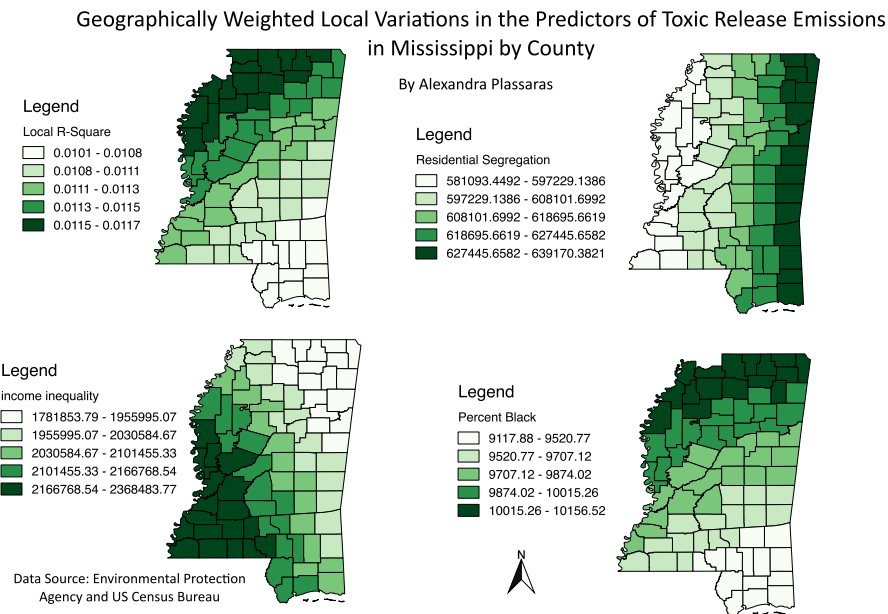 Geographically Weighted Local Variations in the Predictors of Toxic Release Emissions
in Mississippi by County
By Alexandra Plassaras
Legend
Local R-Square
0.0101 - 0.0108
0.0108 - 0.0111
0.0111 - 0.0113
0.0113 - 0.0115
0.0115 - 0.0117
Legend
Residential Segregation
581093.4492 - 597229.1386
597229.1386 - 608101.6992
608101.6992 - 618695.6619
618695.6619 - 627445.6582
627445.6582 - 639170.3821
Legend
income inequality
1781853.79 - 1955995.07
1955995.07 - 2030584.67
2030584.67 - 2101455.33
2101455.33 - 2166768.54
2166768.54 - 2368483.77
Legend
Percent Black
9117.88 - 9520.77
9520.77 - 9707.12
9707.12 - 9874.02
9874.02 - 10015.26
10015.26 - 10156.52
N
Data Source: Environmental Protection
Agency and US Census Bureau